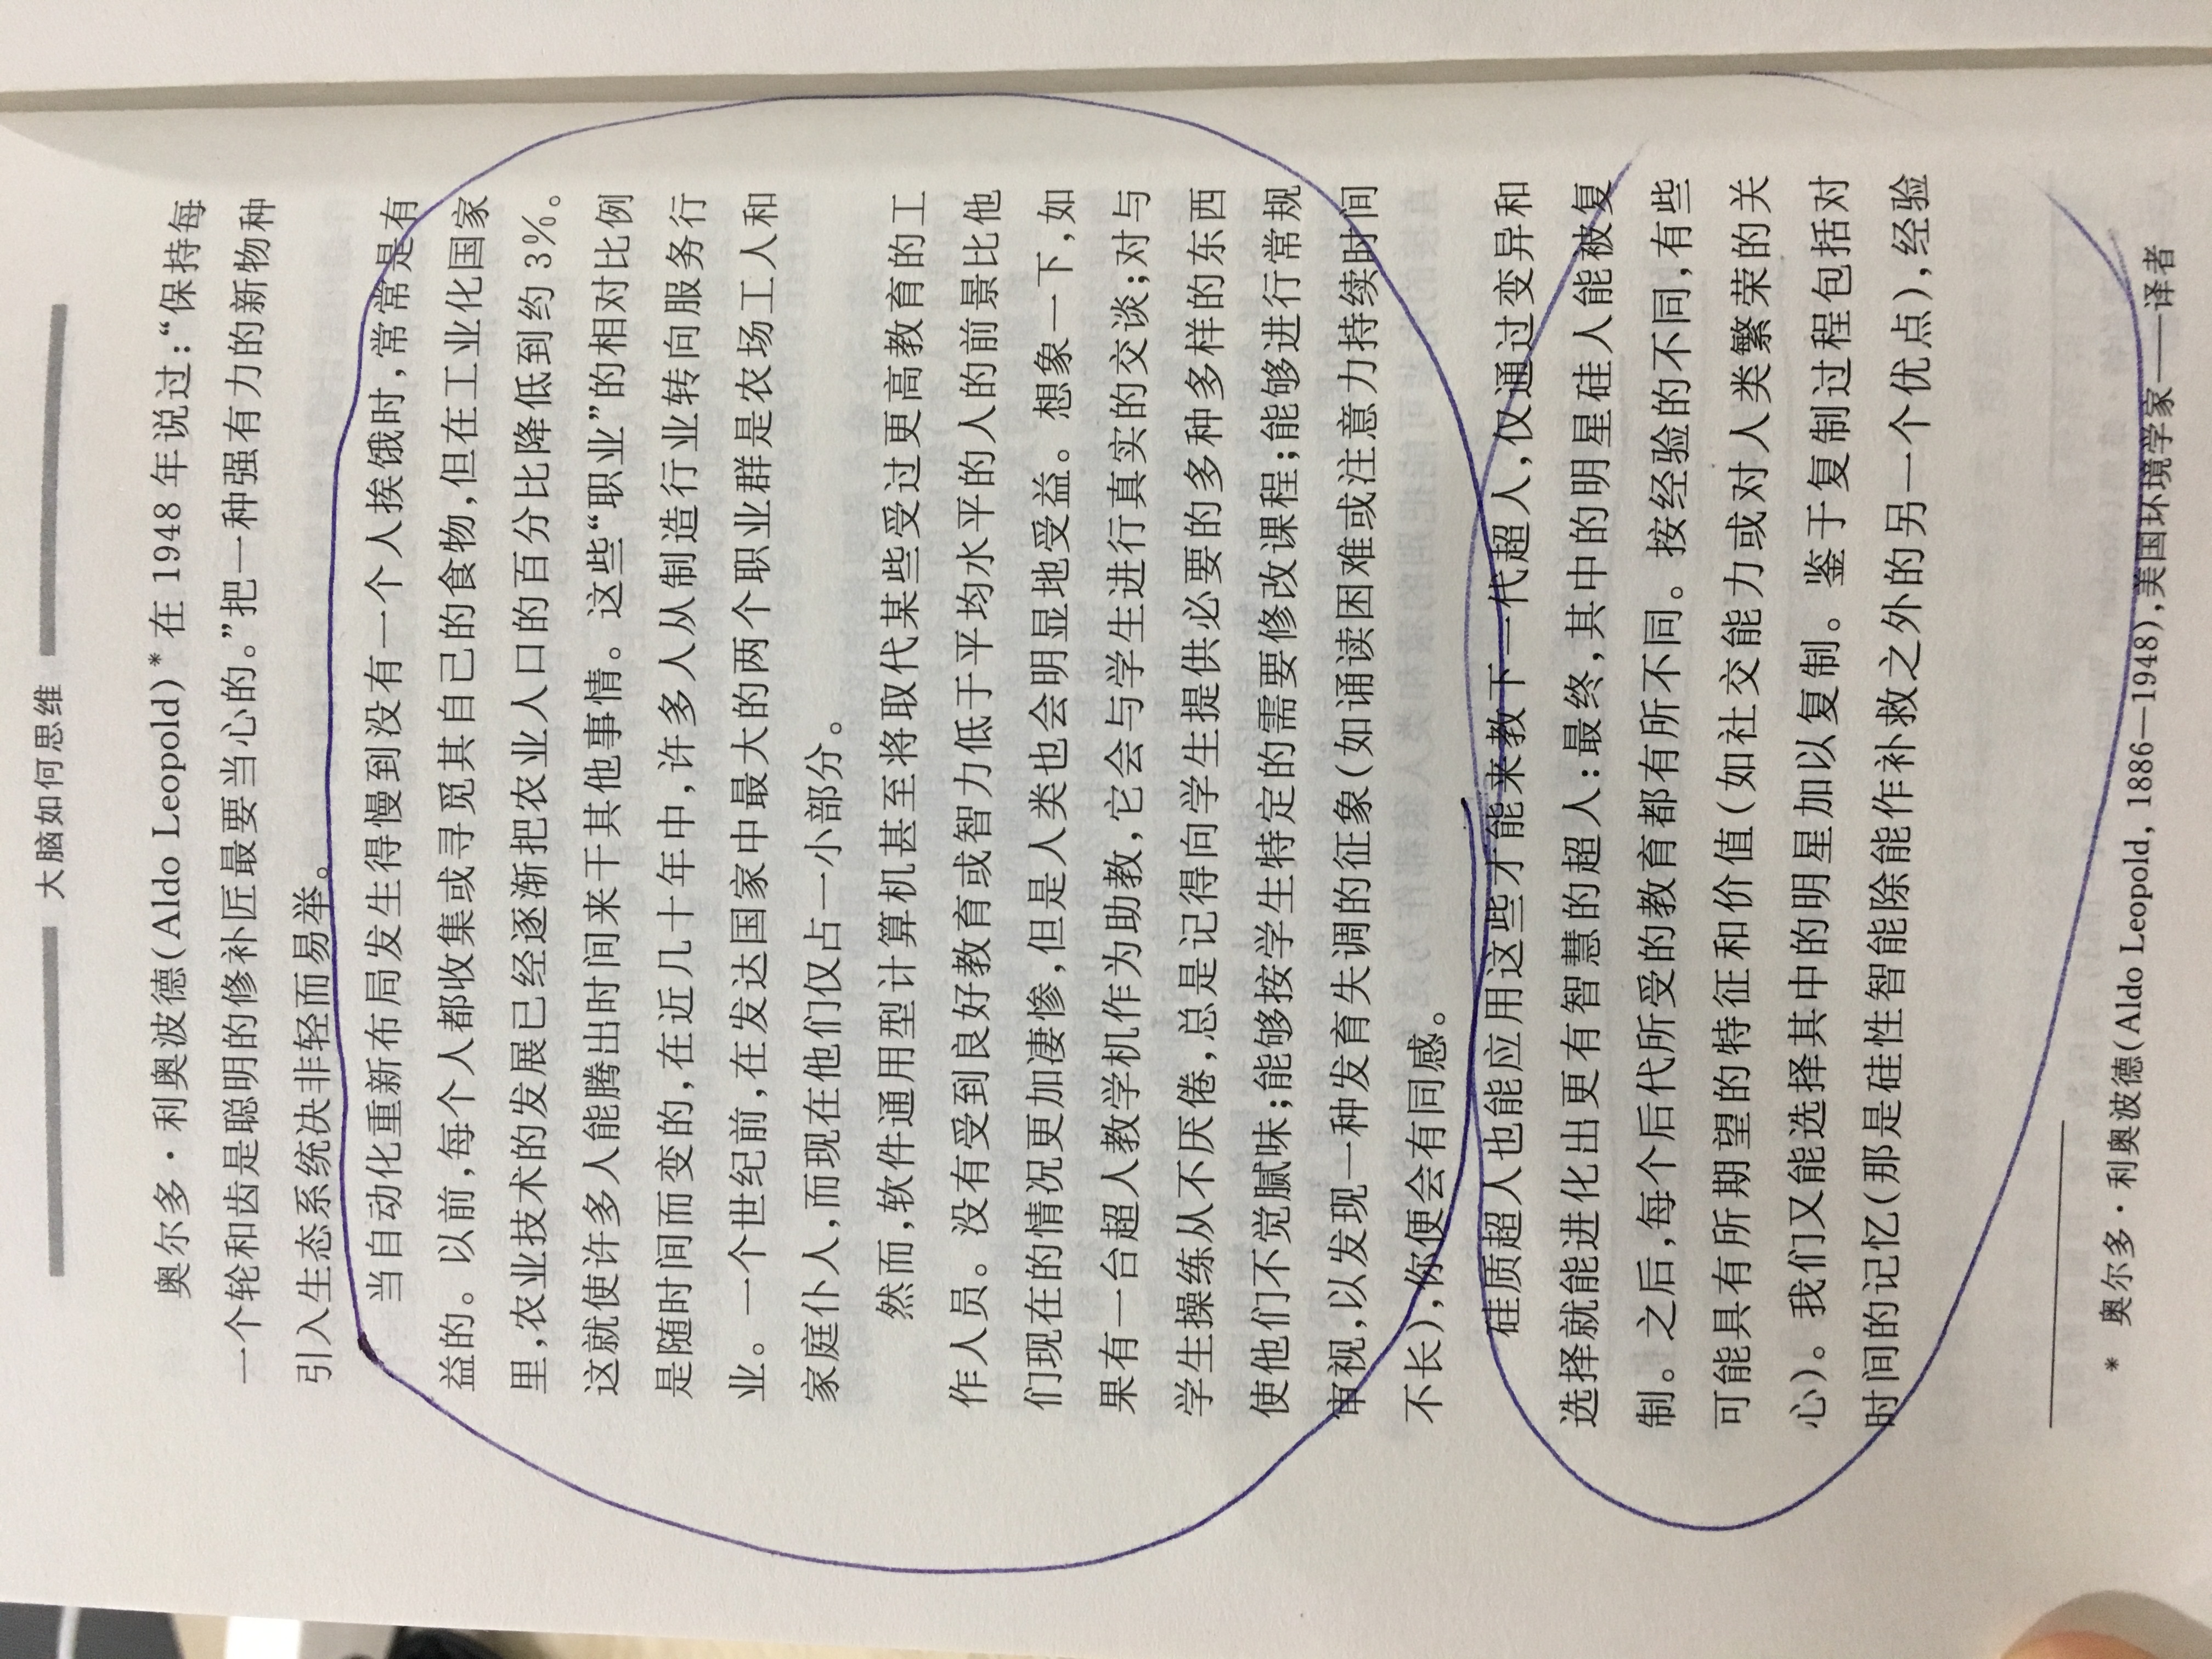 大脑如何思维
奥尔多·利奥波德(Aldo Leopold)*在 1948 年说过:“保持每
一个轮和齿是聪明的修补匠最要当心的。”把一种强有力的新物种
引入生态系统决非轻而易举。
当自动化重新布局发生得慢到没有一个人挨饿时,常常是有
益的。以前,每个人都收集或寻觅其自己的食物,但在工业化国家
里,农业技术的发展已经逐渐把农业人口的百分比降低到约 3%。
这就使许多人能腾出时间来干其他事情。这些“职业”的相对比例
是随时间而变的,在近几十年中,许多人从制造行业转向服务行
业。一个世纪前,在发达国家中最大的两个职业群是农场工人和
家庭仆人,而现在他们仅占一小部分。
然而,软件通用型计算机甚至将取代某些受过更高教育的工
作人员。没有受到良好教育或智力低于平均水平的人的前景比他
们现在的情况更加凄惨,但是人类也会明显地受益。想象一下,如
果有一台超人教学机作为助教,它会与学生进行真实的交谈;对与
学生操练从不厌倦,总是记得向学生提供必要的多种多样的东西
使他们不觉腻味;能够按学生特定的需要修改课程;能够进行常规
审视,以发现一种发育失调的征象(如诵读困难或注意力持续时间
不长),你便会有同感。
硅质超人也能应用这些才能来教下一代超人,仅通过变异和
选择就能进化出更有智慧的超人:最终,其中的明星硅人能被复
制。之后,每个后代所受的教育都有所不同。按经验的不同,有些
可能具有所期望的特征和价值(如社交能力或对人类繁荣的关
心)。我们又能选择其中的明星加以复制。鉴于复制过程包括对
时间的记忆(那是硅性智能除能作补救之外的另一个优点),经验
* 奥尔多·利奥波德(Aldo Leopold, 1886—1948),美国环境学家——译者